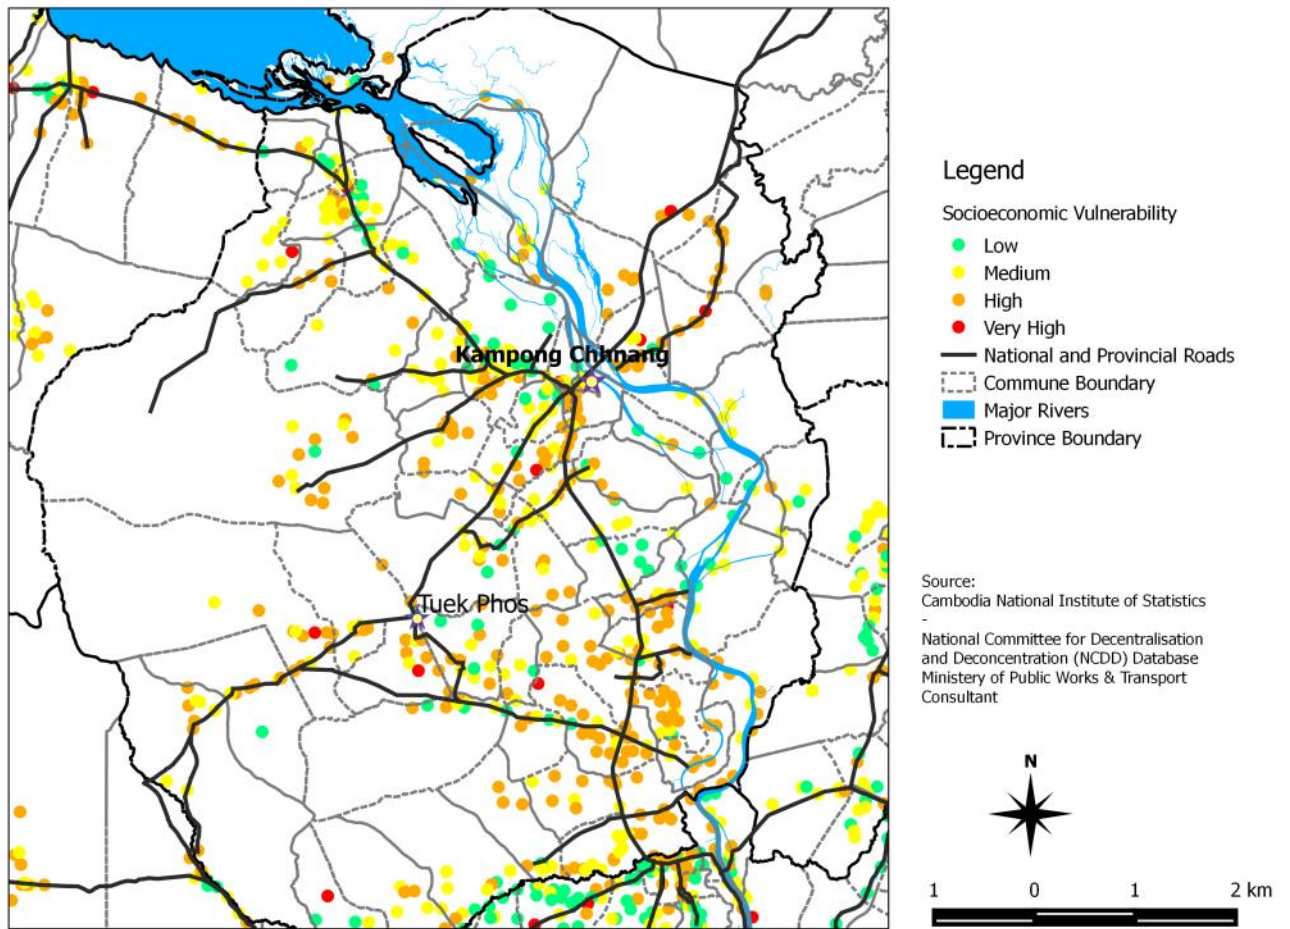 Kampong Chhnang
Tuek Phos
Legend
Socioeconomic Vulnerability
Low
Medium
High
Very High
National and Provincial Roads
Commune Boundary
Major Rivers
Province Boundary
Source:
Cambodia National Institute of Statistics
-
National Committee for Decentralisation
and Deconcentration (NCDD) Database
Ministery of Public Works & Transport
Consultant
N
1 0 1 2 km